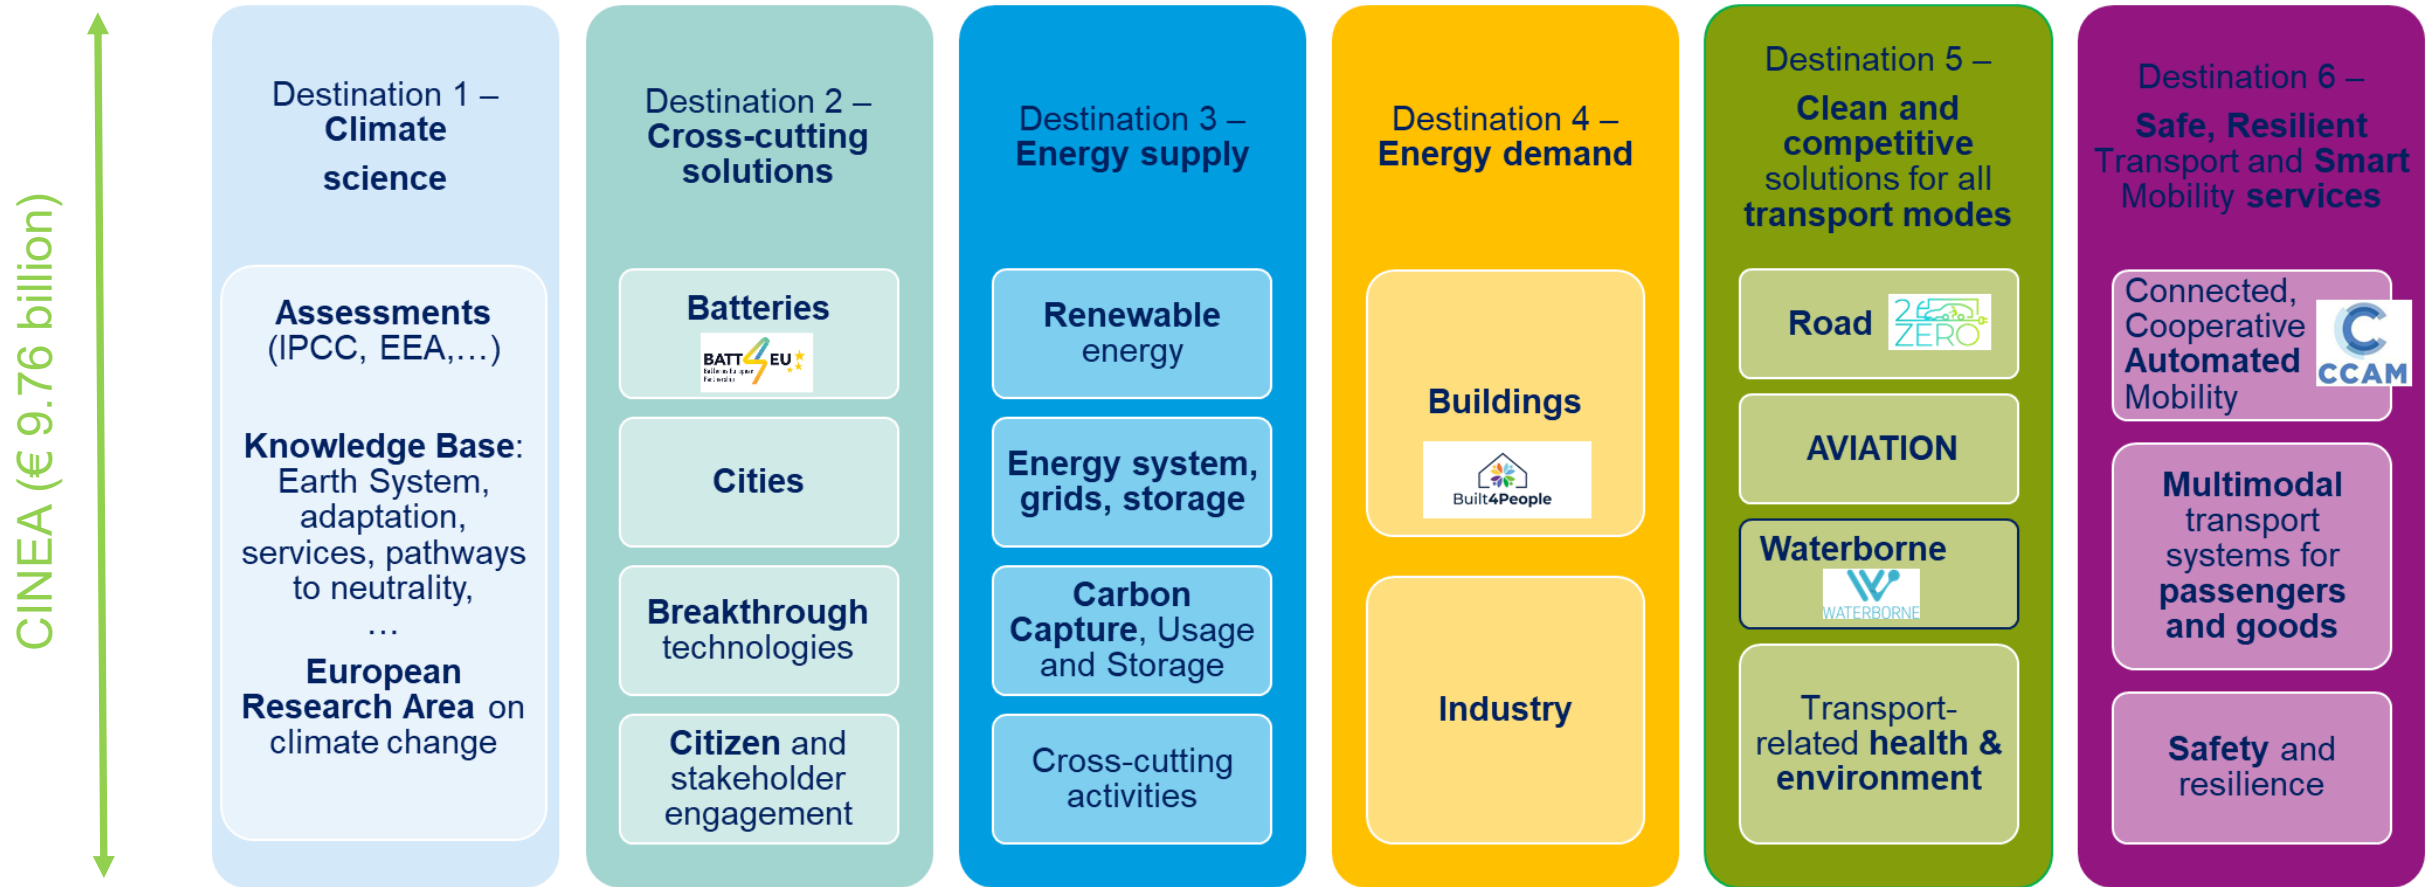 CINEA (€ 9.76 billion)
Destination 1 –
Climate
science
Assessments
(IPCC, EEA,…)
Knowledge Base:
Earth System,
adaptation,
services, pathways
to neutrality,
…
European
Research Area on
climate change
Destination 2 –
Cross-cutting
solutions
Batteries
BATT4EU
Batteries European
Partnership
Cities
Breakthrough
technologies
Citizen and
stakeholder
engagement
Destination 3 –
Energy supply
Renewable
energy
Energy system,
grids, storage
Carbon
Capture, Usage
and Storage
Cross-cutting
activities
Destination 4 –
Energy demand
Buildings
Built4People
Industry
Destination 5 –
Clean and
competitive
solutions for all
transport modes
Road
2
ZERO
AVIATION
Waterborne
WATERBORNE
Transport-
related health &
environment
Destination 6 –
Safe, Resilient
Transport and Smart
Mobility services
Connected,
Cooperative
Automated
Mobility
CCAM
Multimodal
transport
systems for
passengers
and goods
Safety and
resilience